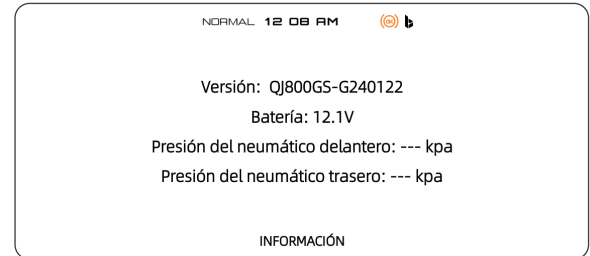 NORMAL 12 08 AM
Versión: QJ800GS-G240122
Batería: 12.1V
Presión del neumático delantero: --- kpa
Presión del neumático trasero: --- kpa
INFORMACIÓN